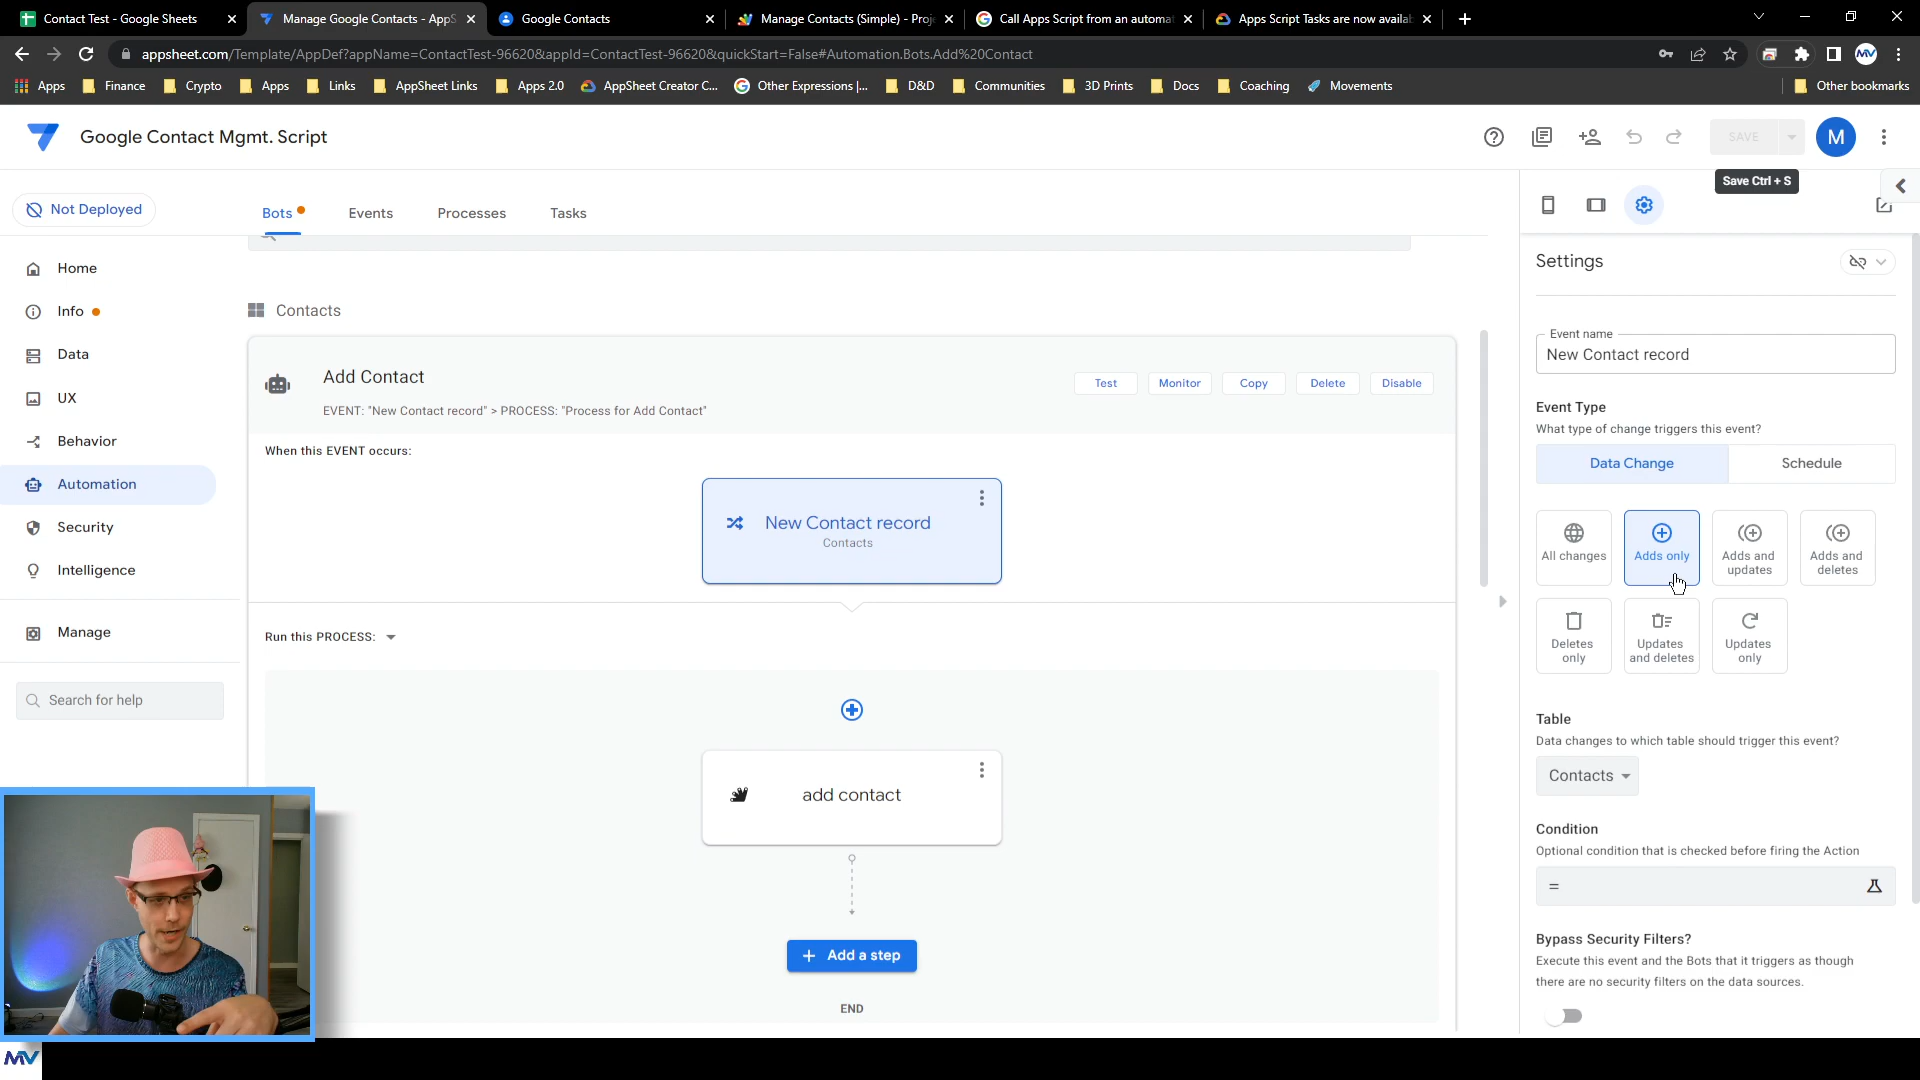 Contact Test - Google Sheets
Manage Google Contacts - AppS
Google Contacts
Manage Contacts (Simple) - Proje
Call Apps Script from an automat
Apps Script Tasks are now availab
appsheet.com/Template/AppDef?appName=ContactTest-96620&appId=ContactTest-96620&quickStart=False#Automation.Bots.Add%20Contact
Apps
Finance
Crypto
Apps
Links
AppSheet Links
Apps 2.0
AppSheet Creator C...
Other Expressions |...
D&D
Communities
3D Prints
Docs
Coaching
Movements
Other bookmarks
Google Contact Mgmt. Script
SAVE
M
Save Ctrl + S
Not Deployed
Bots
Events
Processes
Tasks
Home
Info
Data
UX
Behavior
Automation
Security
Intelligence
Manage
Search for help
Contacts
Add Contact
EVENT: "New Contact record" > PROCESS: "Process for Add Contact"
Test
Monitor
Copy
Delete
Disable
When this EVENT occurs:
New Contact record
Contacts
Run this PROCESS:
add contact
Add a step
END
Settings
Event name
New Contact record
Event Type
What type of change triggers this event?
Data Change
Schedule
All changes
Adds only
Adds and
updates
Adds and
deletes
Deletes
only
Updates
and deletes
Updates
only
Table
Data changes to which table should trigger this event?
Contacts
Condition
Optional condition that is checked before firing the Action
=
Bypass Security Filters?
Execute this event and the Bots that it triggers as though
there are no security filters on the data sources.
MV